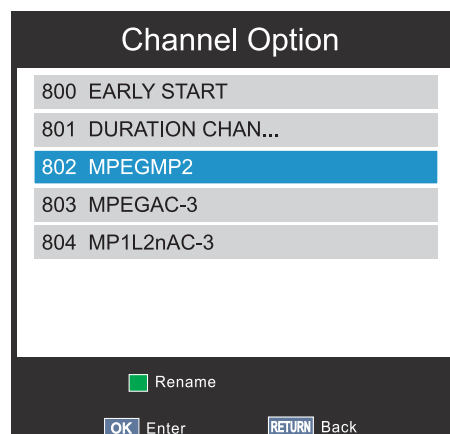 Channel Option
800 EARLY START
801 DURATION CHAN...
802 MPEGMP2
803 MPEGAC-3
804 MP1L2nAC-3
Rename
OK Enter RETURN Back